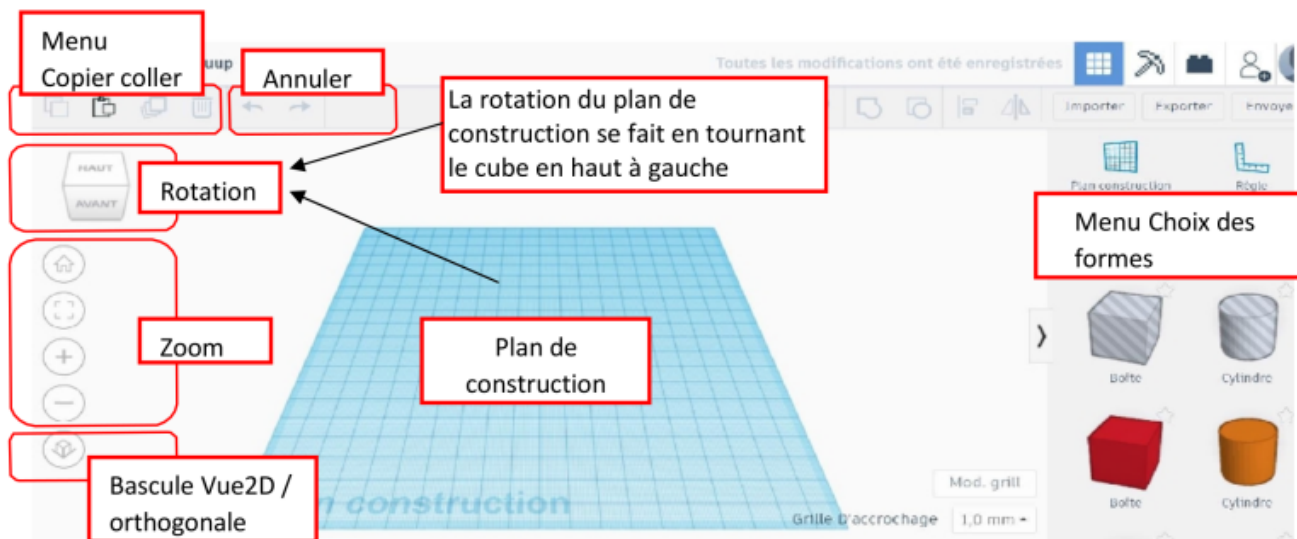 Menu
Copier coller
uup
Annuler
Toutes les modifications ont été enregistrées
La rotation du plan de
construction se fait en tournant
le cube en haut à gauche
Importer
Exporter
Envoye
HAUT
AVANT
Rotation
Plan construction
Règle
Menu Choix des
formes
Zoom
Plan de
construction
Boîte
Cylindre
Boîte
Cylindre
Bascule Vue2D /
orthogonale
n construction
Mod. grill
Grille D'accrochage
1,0 mm